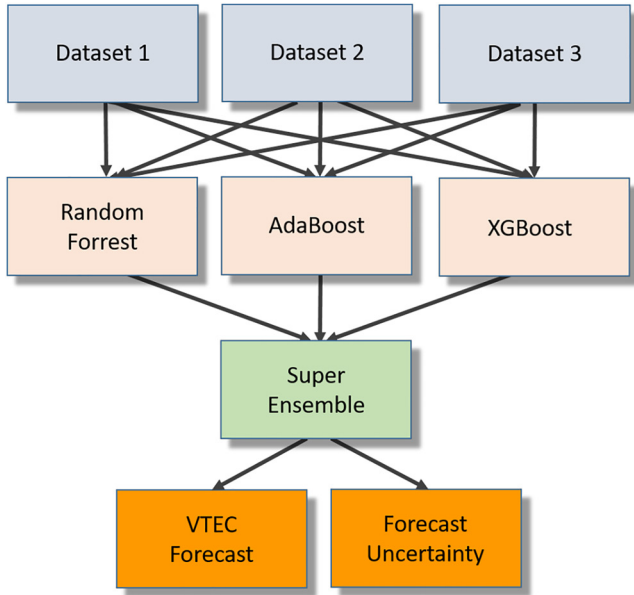 Dataset 1
Dataset 2
Dataset 3
Random
Forrest
AdaBoost
XGBoost
Super
Ensemble
VTEC
Forecast
Forecast
Uncertainty